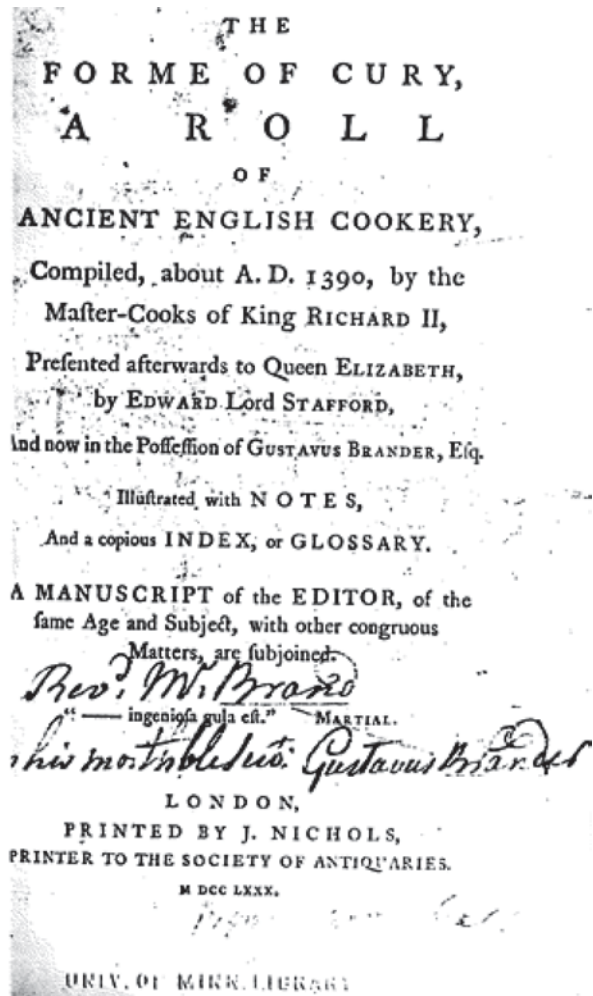 THE
FORME OF CURY,
A ROLL
OF
ANCIENT ENGLISH COOKERY,
Compiled, about A. D. 1390, by the
Maſter-Cooks of King RICHARD II,
Preſented afterwards to Queen ELIZABETH,
by EDWARD Lord STAFFORD,
And now in the Poſſeſſion of GUSTAVUS BRANDER, Eſq.
Illuſtrated with NOTES,
And a copious INDEX, or GLOSSARY.
A MANUSCRIPT of the EDITOR, of the
ſame Age and Subject, with other congruous
Matters, are ſubjoined.
Revd. Mr. Brand
“—— ingenioſa gula eſt.” MARTIAL.
his Gustavus Brander
LONDON,
PRINTED BY J. NICHOLS,
PRINTER TO THE SOCIETY OF ANTIQUARIES.
M DCC LXXX.
UNIV. OF MINN. LIBRARY